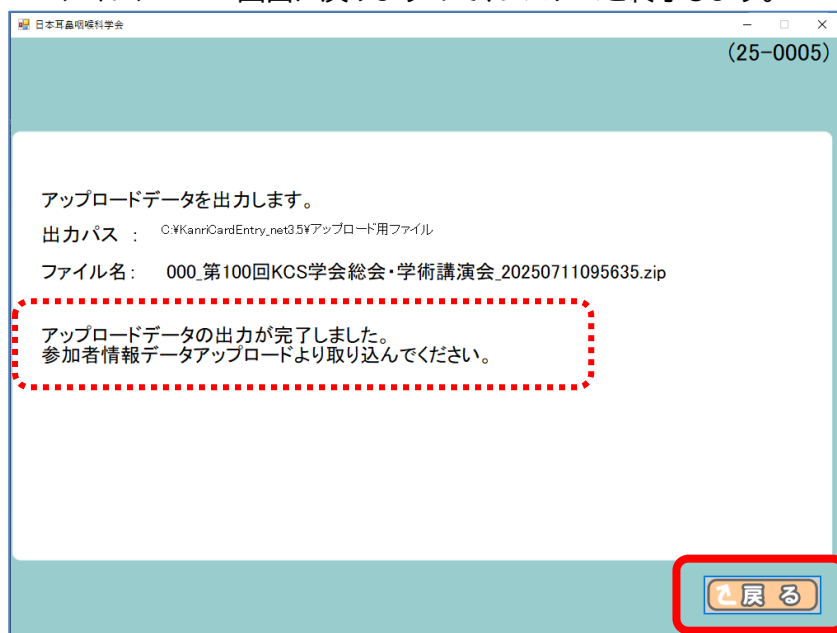 日本耳鼻咽喉科学会
(25-0005)
アップロードデータを出力します。
出力パス : C:¥KanriCardEntry_net3.5¥アップロード用ファイル
ファイル名: 000_第100回KCS学会総会・学術講演会_20250711095635.zip
アップロードデータの出力が完了しました。
参加者情報データアップロードより取り込んでください。
戻る